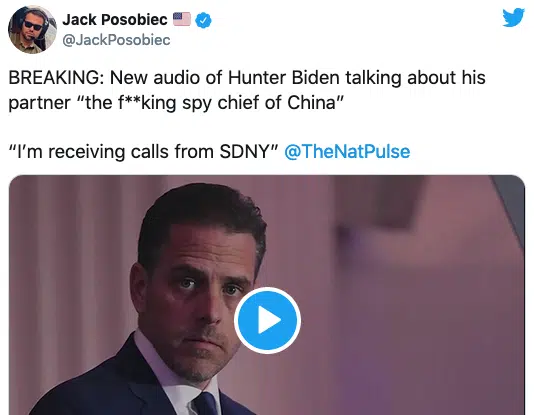 Jack Posobiec 🇺🇸
@JackPosobiec
BREAKING: New audio of Hunter Biden talking about his
partner “the f**king spy chief of China”
“I’m receiving calls from SDNY” @TheNatPulse